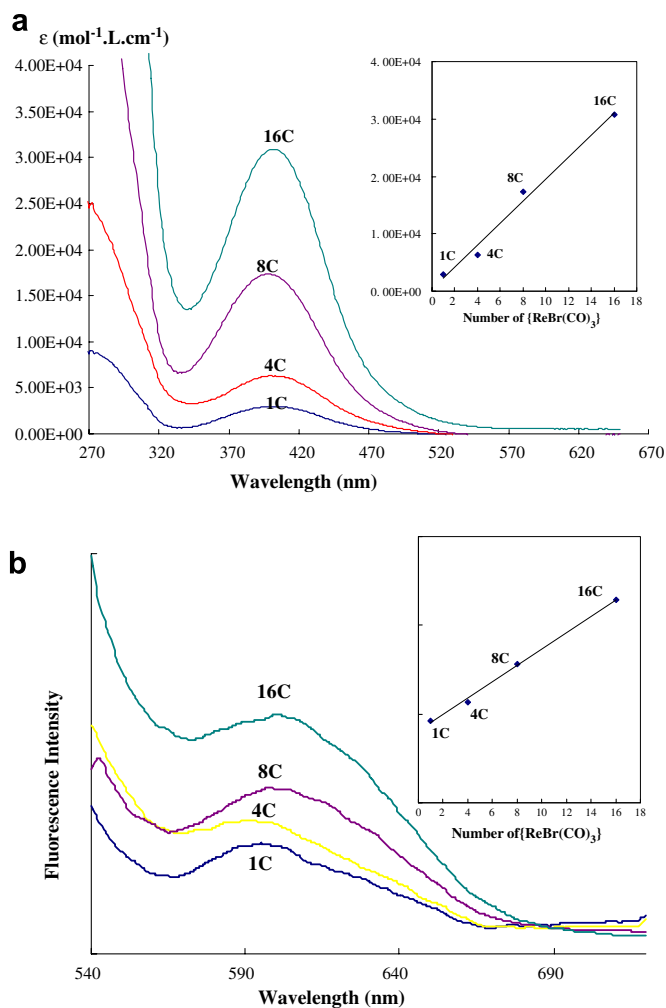 a
ε (mol⁻¹.L.cm⁻¹)
4.00E+04
3.50E+04
3.00E+04
2.50E+04
2.00E+04
1.50E+04
1.00E+04
5.00E+03
0.00E+00
270 320 370 420 470 520 570 620 670
Wavelength (nm)
16C
8C
4C
1C
4.00E+04
3.00E+04
2.00E+04
1.00E+04
0.00E+00
0 2 4 6 8 10 12 14 16 18
Number of {ReBr(CO)₃}
16C
8C
1C
4C
b
Fluorescence Intensity
16C
8C
4C
1C
540 590 640 690
Wavelength (nm)
16C
8C
4C
1C
0 2 4 6 8 10 12 14 16 18
Number of{ReBr(CO)₃}